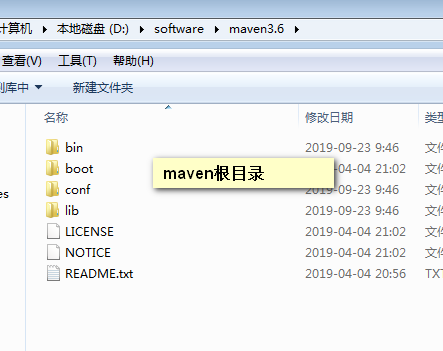 计算机 ▸ 本地磁盘 (D:) ▸ software ▸ maven3.6 ▸
查看(V) 工具(T) 帮助(H)
到库中 新建文件夹
名称 修改日期 类型
bin 2019-09-23 9:46 文件
boot 2019-04-04 21:02 文件
maven根目录
conf 2019-09-23 9:46 文件
lib 2019-09-23 9:46 文件
LICENSE 2019-04-04 21:02 文件
NOTICE 2019-04-04 21:02 文件
README.txt 2019-04-04 20:56 TXT
es